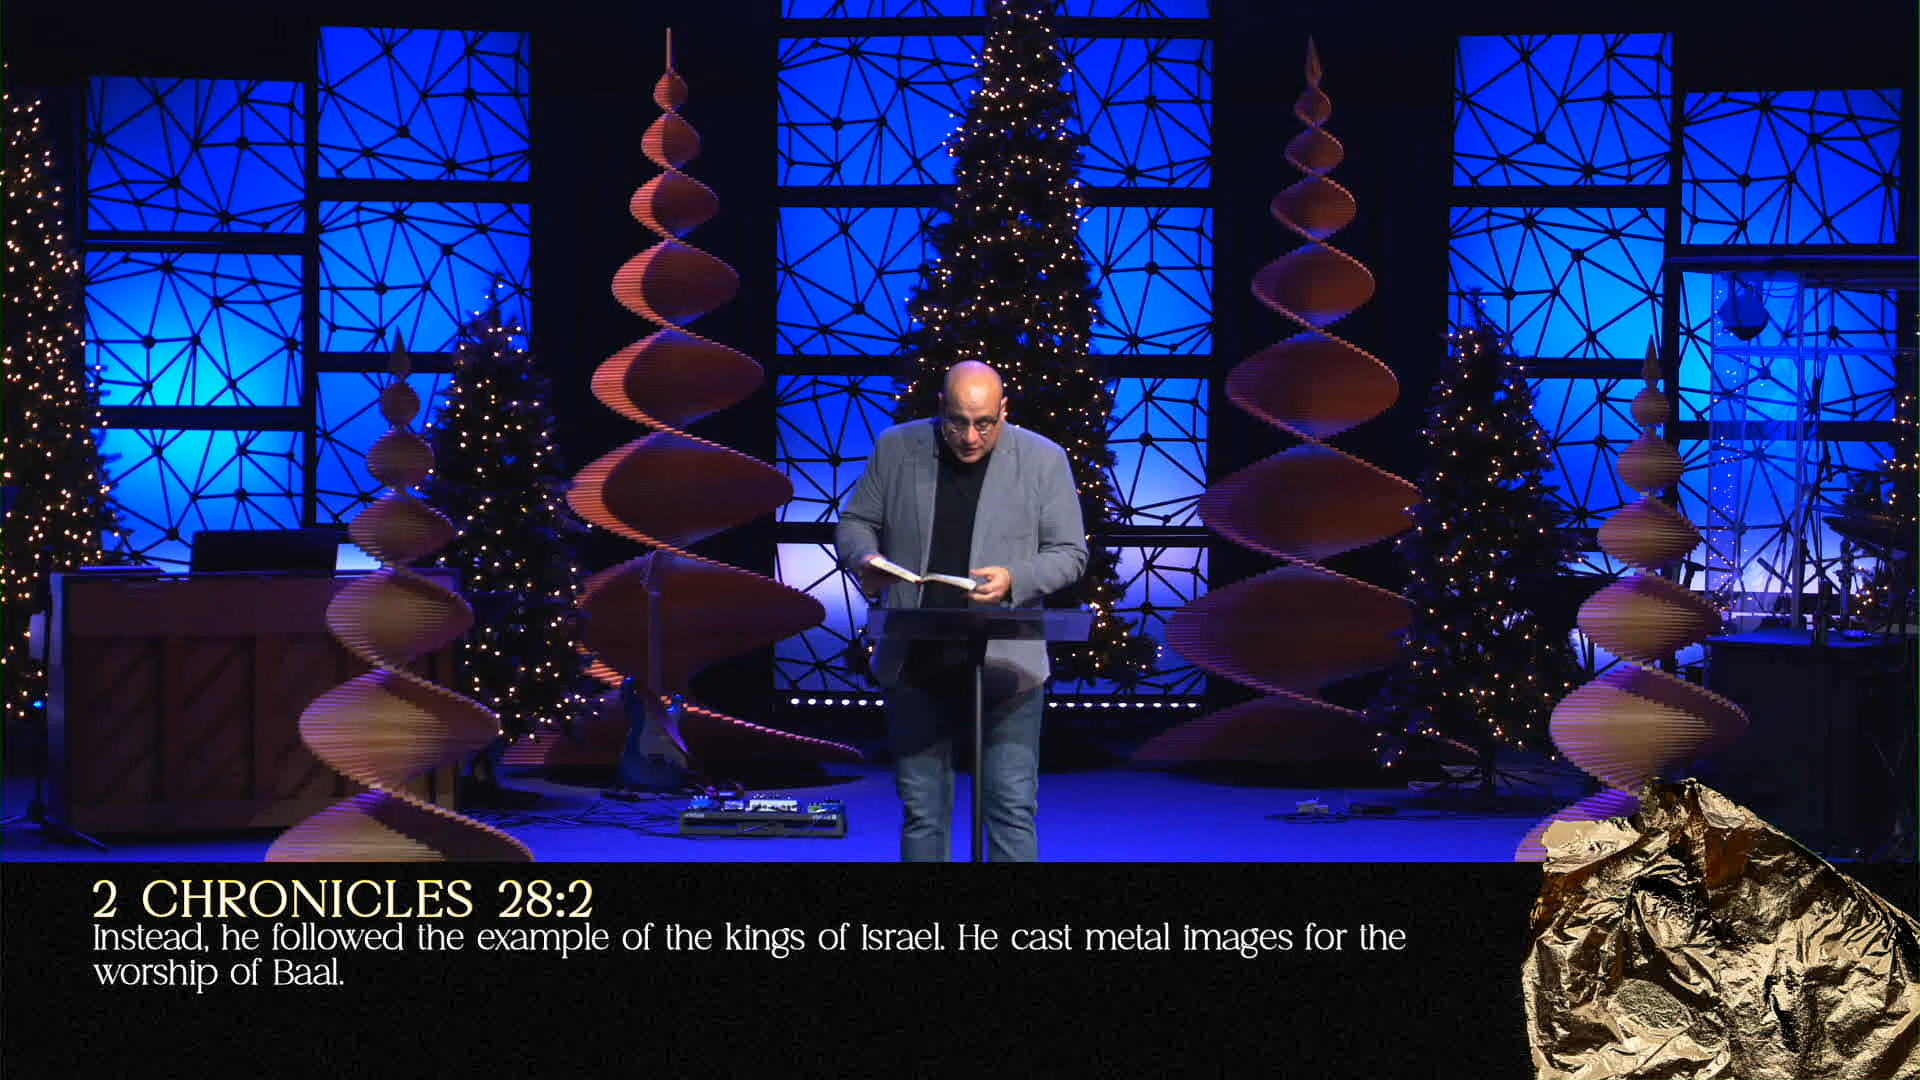 2 CHRONICLES 28:2
Instead, he followed the example of the kings of Israel. He cast metal images for the
worship of Baal.